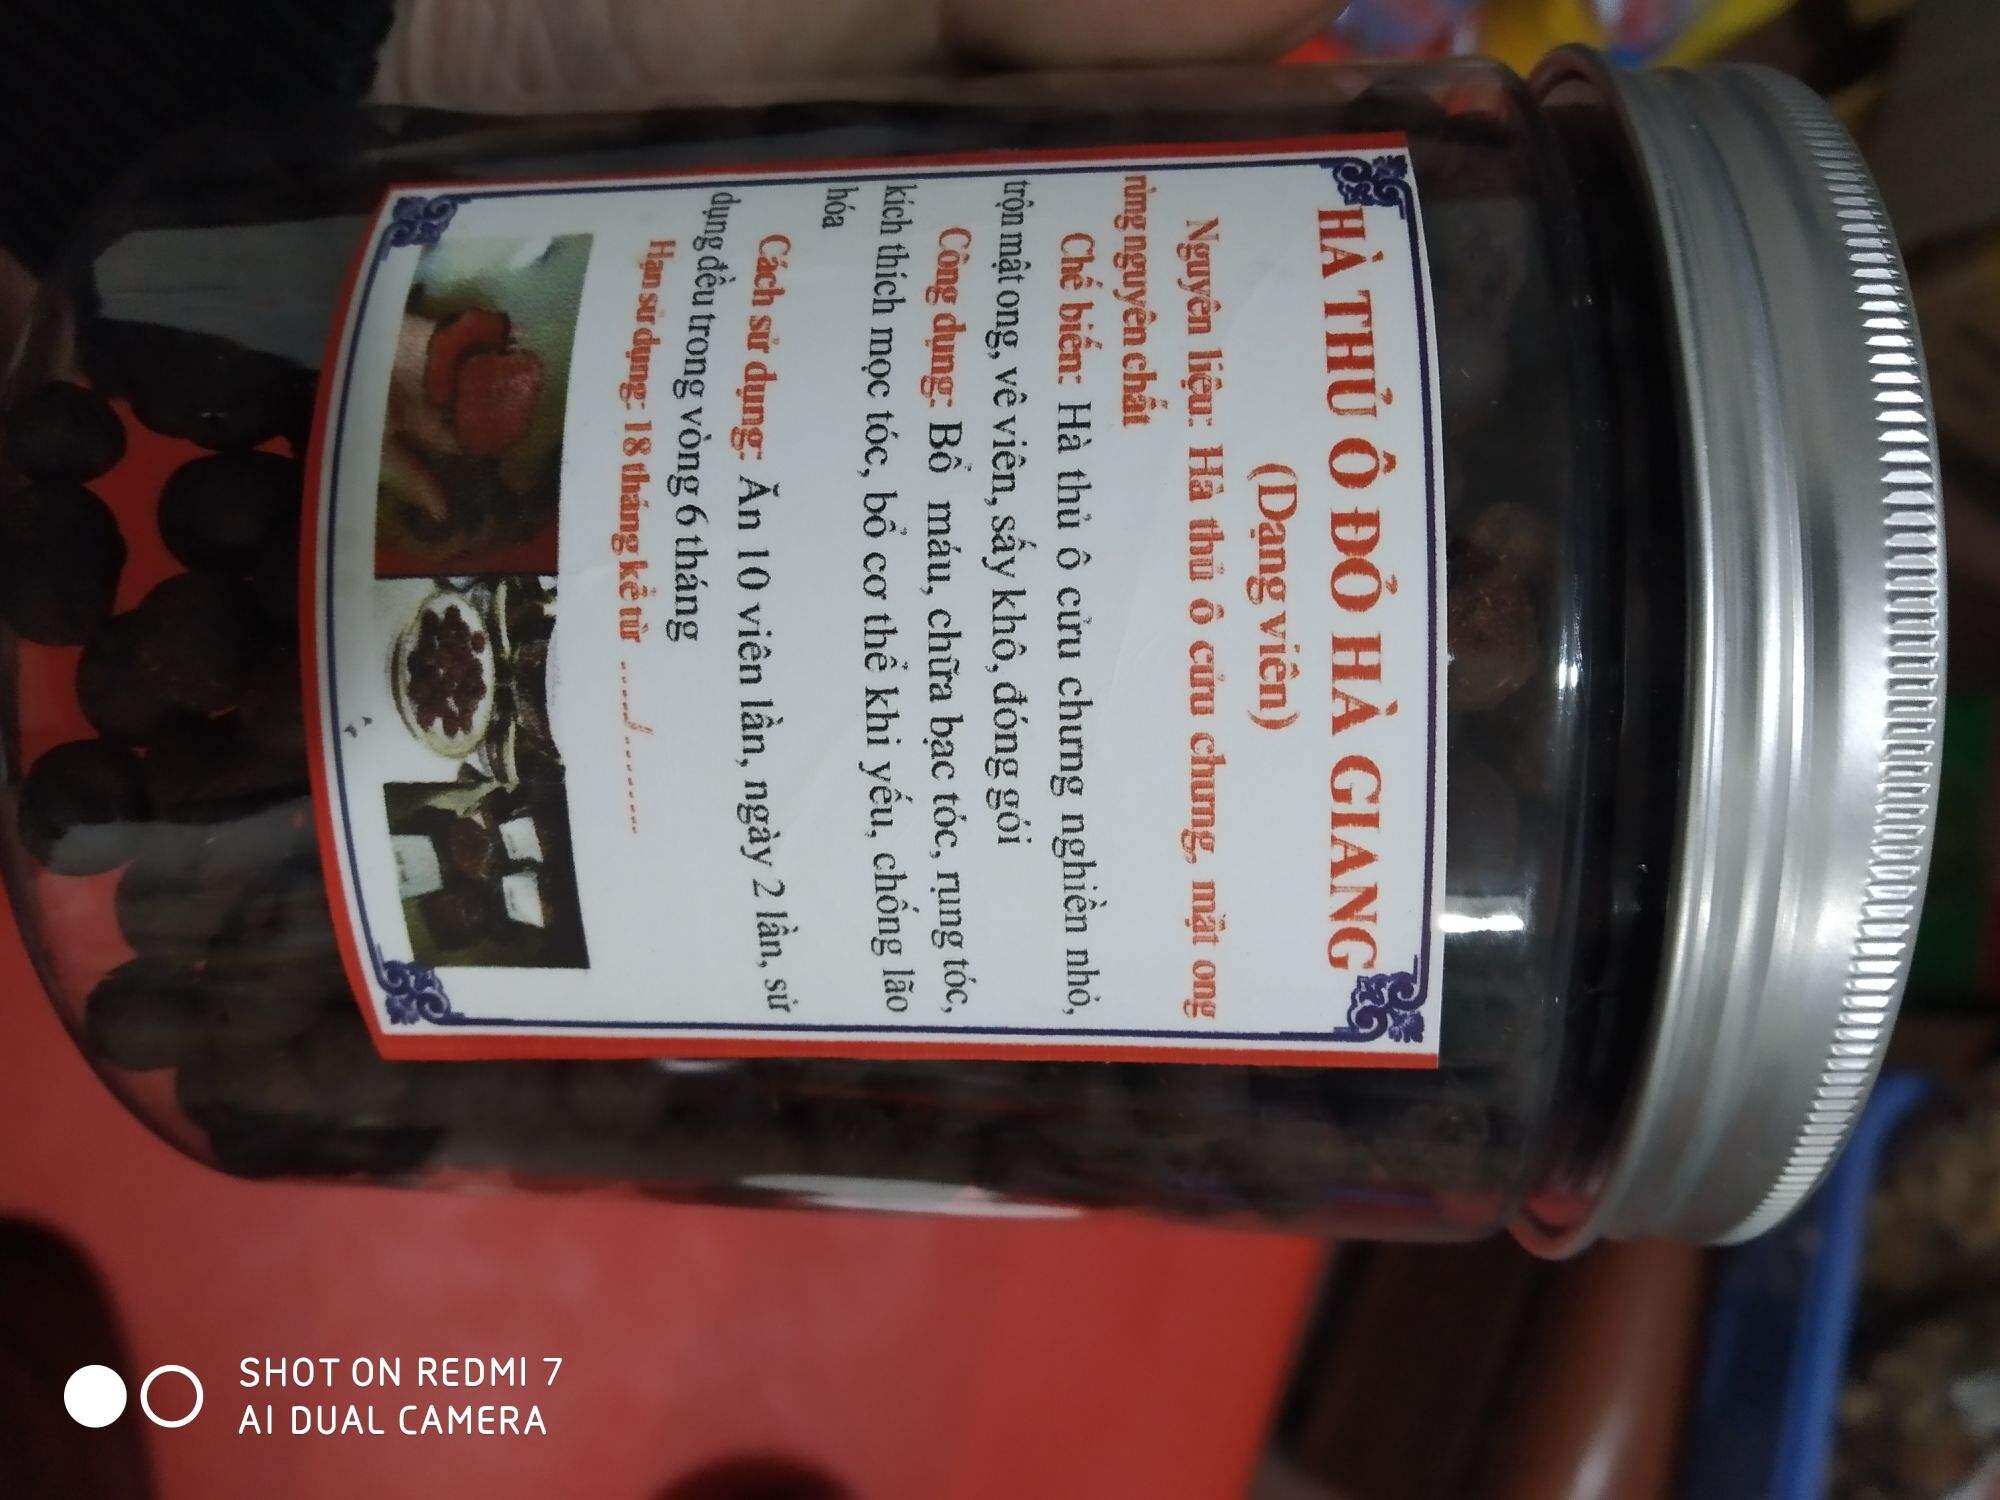 HÀ THỦ Ô ĐỎ HÀ GIANG
(Dạng viên)
Nguyên liệu: Hà thủ ô cửu chưng, mật ong
rừng nguyên chất
Chế biến: Hà thủ ô cửu chưng nghiền nhỏ,
trộn mật ong, vê viên, sấy khô, đóng gói
Công dụng: Bổ máu, chữa bạc tóc, rụng tóc,
kích thích mọc tóc, bổ cơ thể khi yếu, chống lão
hóa
Cách sử dụng: Ăn 10 viên lần, ngày 2 lần, sử
dụng đều trong vòng 6 tháng
Hạn sử dụng: 18 tháng kể từ ....../.........
SHOT ON REDMI 7
AI DUAL CAMERA